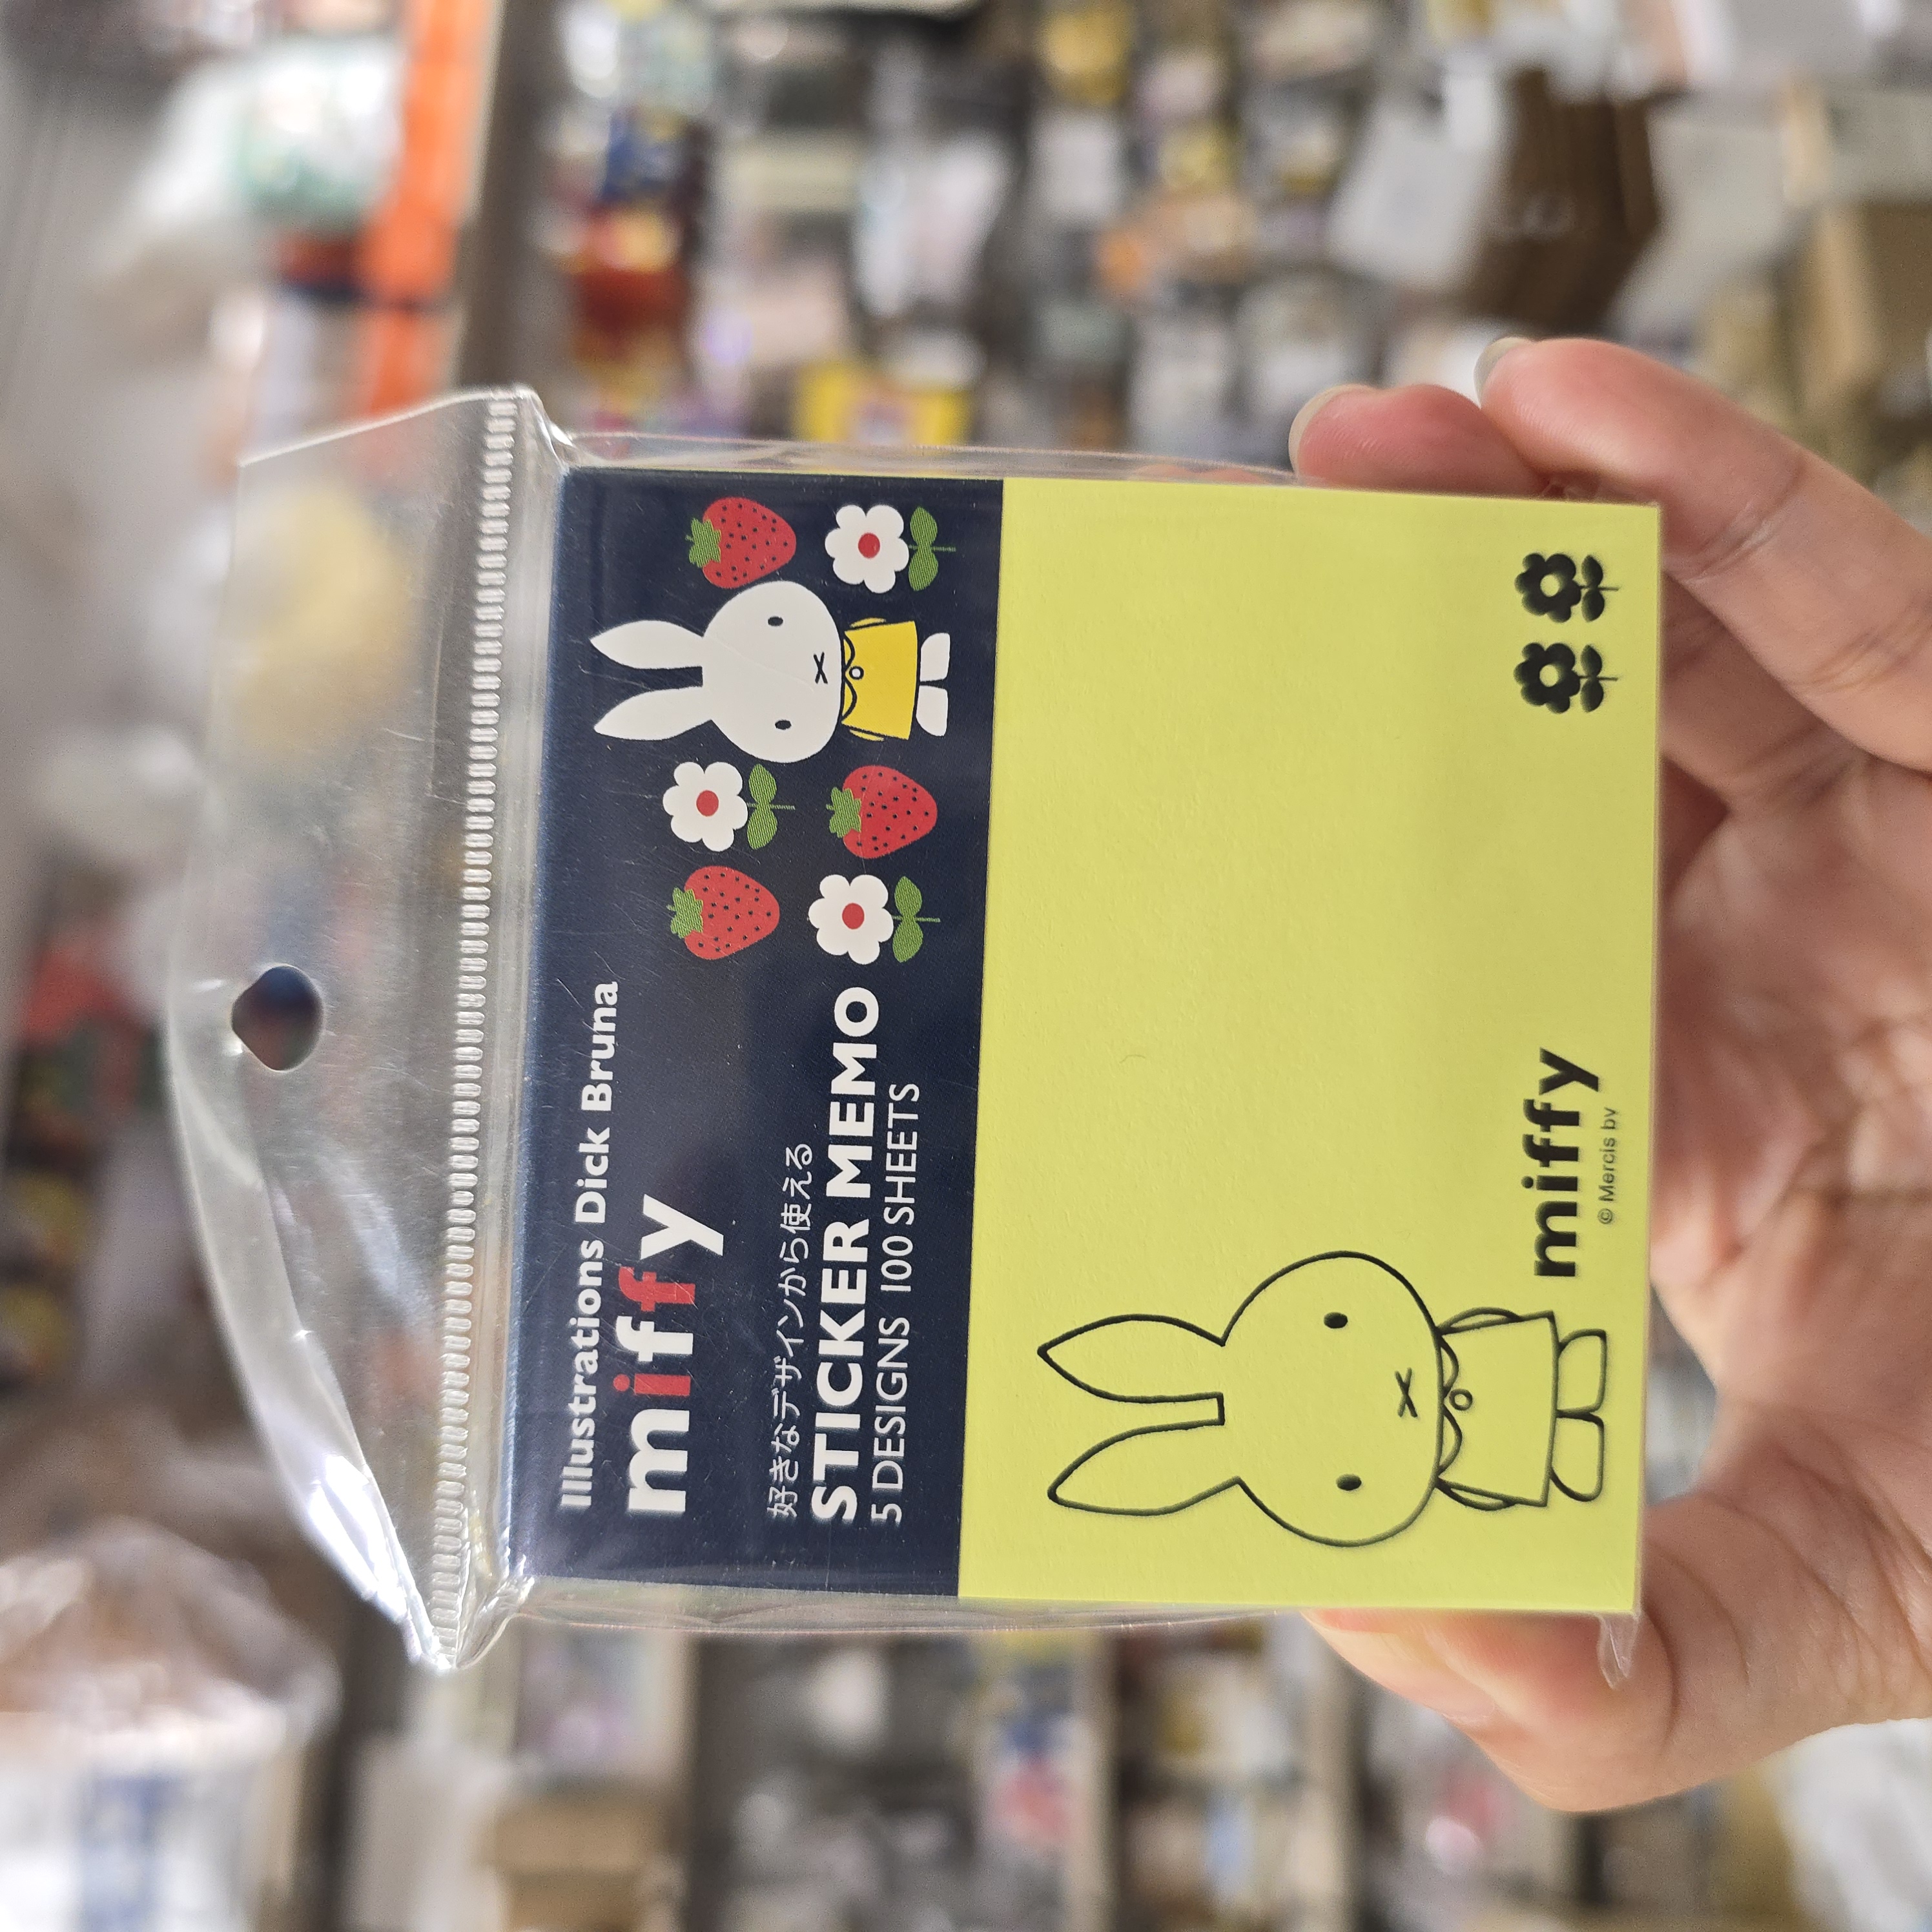 Illustrations Dick Bruna
miffy
好きなデザインから使える
STICKER MEMO
5 DESIGNS 100 SHEETS
miffy
© Mercis bv